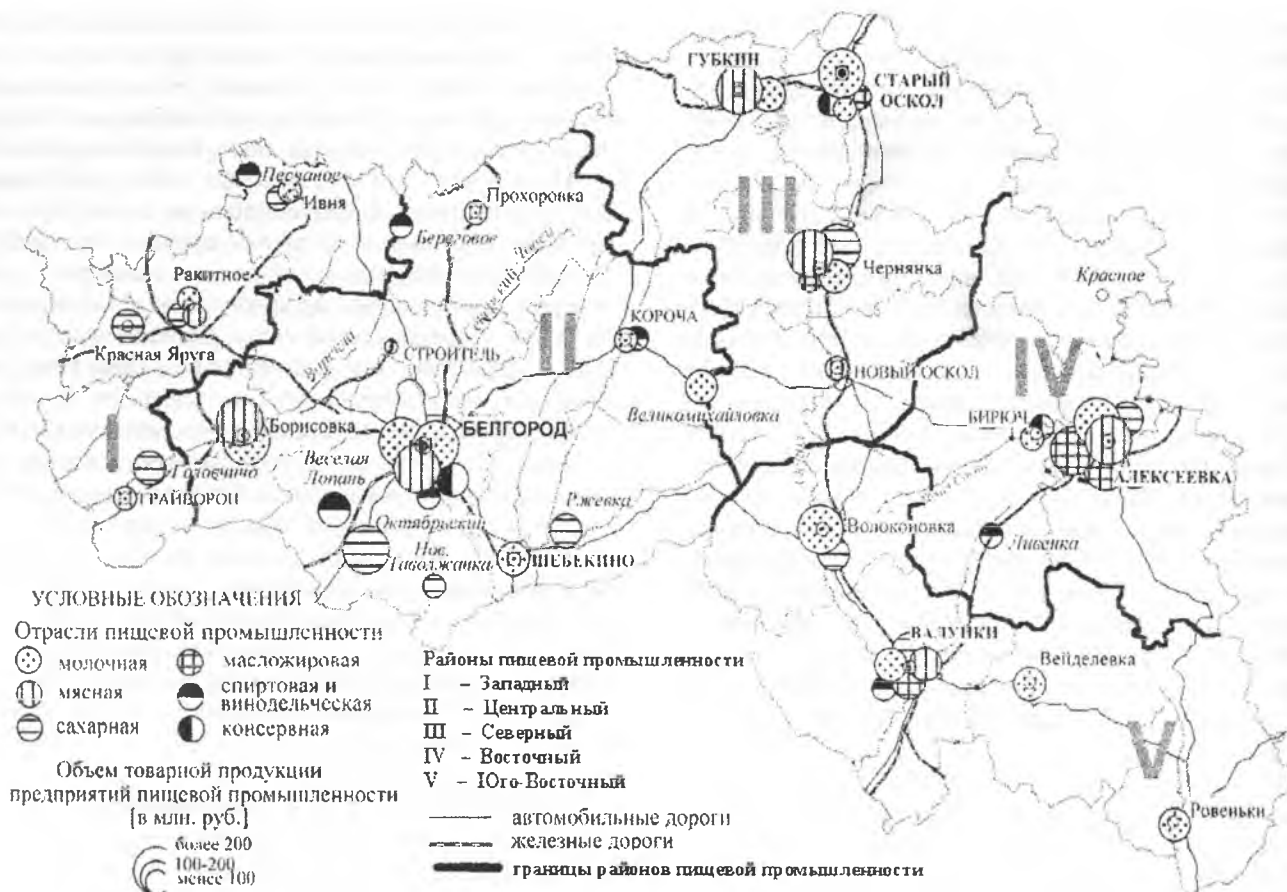 ГУБКИН
СТАРЫЙ
ОСКОЛ
Песчаное
Ивня
Прохоровка
Береговое
III
Чернянка
Красное
Ракитное
КОРОЧА
II
IV
СТРОИТЕЛЬ
Красная Яруга
НОВЫЙ ОСКОЛ
Великомихайловка
БИРЮЧ
I
Борисовка
БЕЛГОРОД
Веселая
Лопань
АЛЕКСЕЕВКА
Головчино
ГРАЙВОРОН
Ржевка
Октябрьский
Волоконовка
Ливенка
Нов.
Таволжанка
ШЕБЕКИНО
УСЛОВНЫЕ ОБОЗНАЧЕНИЯ
Отрасли пищевой промышленности
молочная
масложировая
мясная
спиртовая и
винодельческая
сахарная
консервная
Объем товарной продукции
предприятий пищевой промышленности
[в млн. руб.]
более 200
100-200
менее 100
Районы пищевой промышленности
I – Западный
II – Центральный
III – Северный
IV – Восточный
V – Юго-Восточный
автомобильные дороги
железные дороги
границы районов пищевой промышленности
ВАЛУЙКИ
Вейделевка
V
Ровеньки